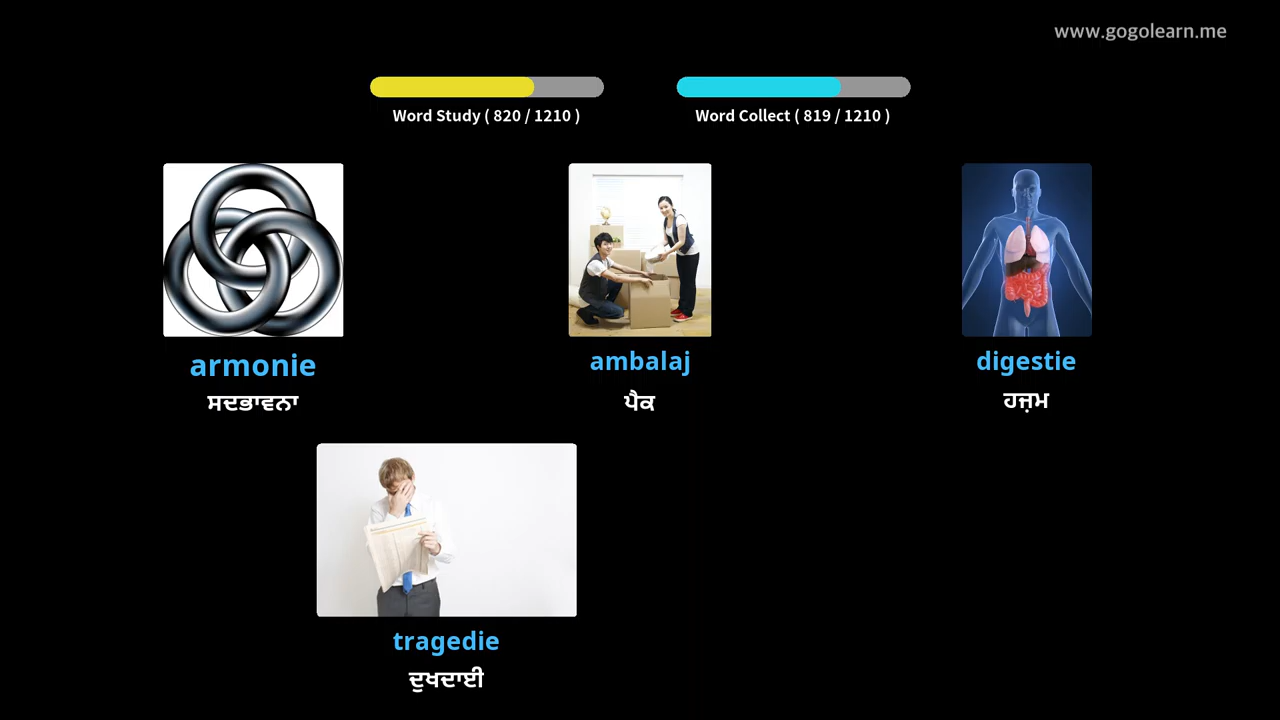 www.gogolearn.me
Word Study ( 820 / 1210 )
Word Collect ( 819 / 1210 )
armonie
ਸਦਭਾਵਨਾ
ambalaj
ਪੈਕ
digestie
ਹਜ਼ਮ
tragedie
ਦੁਖਦਾਈ